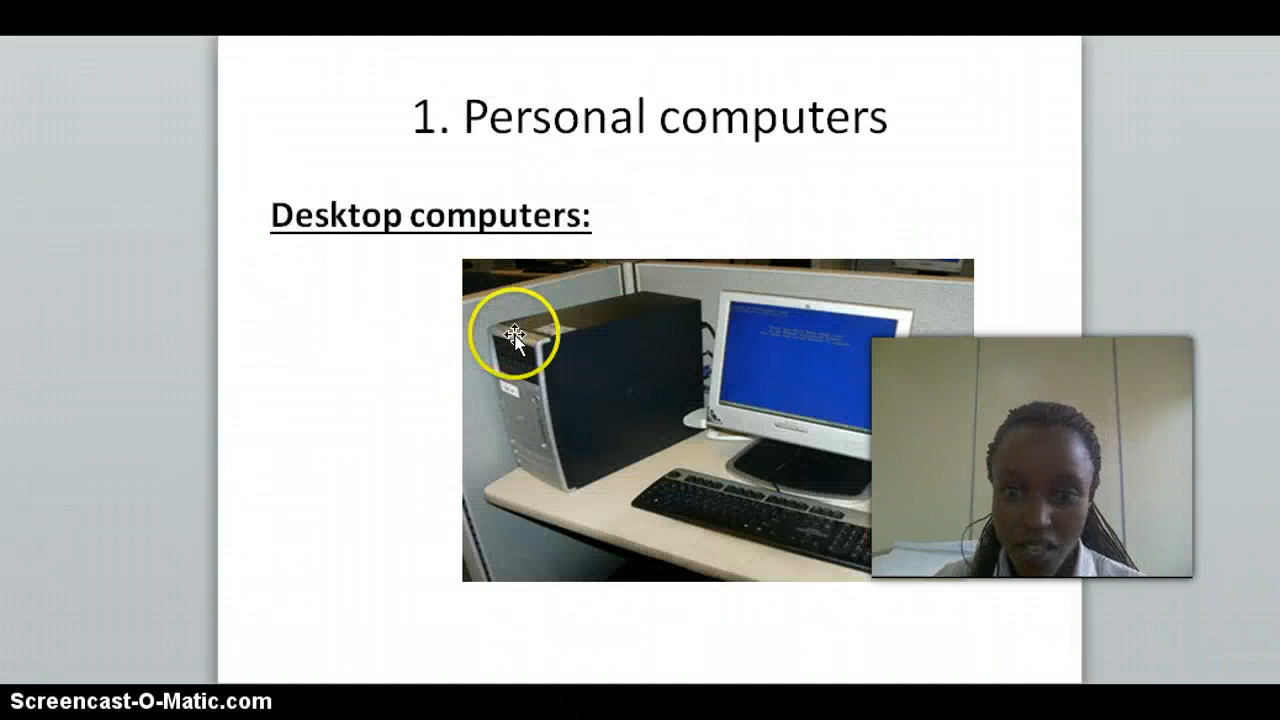 1. Personal computers
Desktop computers:
Screencast-O-Matic.com